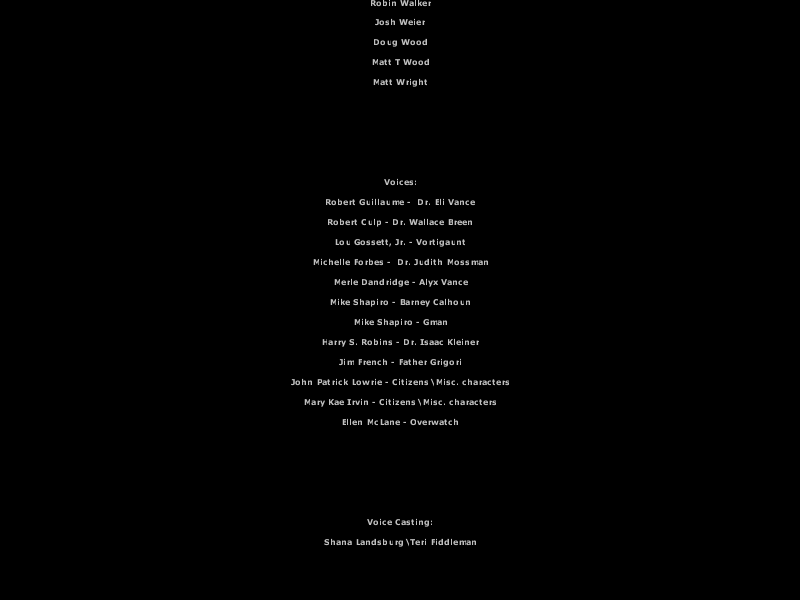 Robin Walker
Josh Weier
Doug Wood
Matt T Wood
Matt Wright
Voices:
Robert Guillaume - Dr. Eli Vance
Robert Culp - Dr. Wallace Breen
Lou Gossett, Jr. - Vortigaunt
Michelle Forbes - Dr. Judith Mossman
Merle Dandridge - Alyx Vance
Mike Shapiro - Barney Calhoun
Mike Shapiro - Gman
Harry S. Robins - Dr. Isaac Kleiner
Jim French - Father Grigori
John Patrick Lowrie - Citizens\Misc. characters
Mary Kae Irvin - Citizens\Misc. characters
Ellen McLane - Overwatch
Voice Casting:
Shana Landsburg\Teri Fiddleman